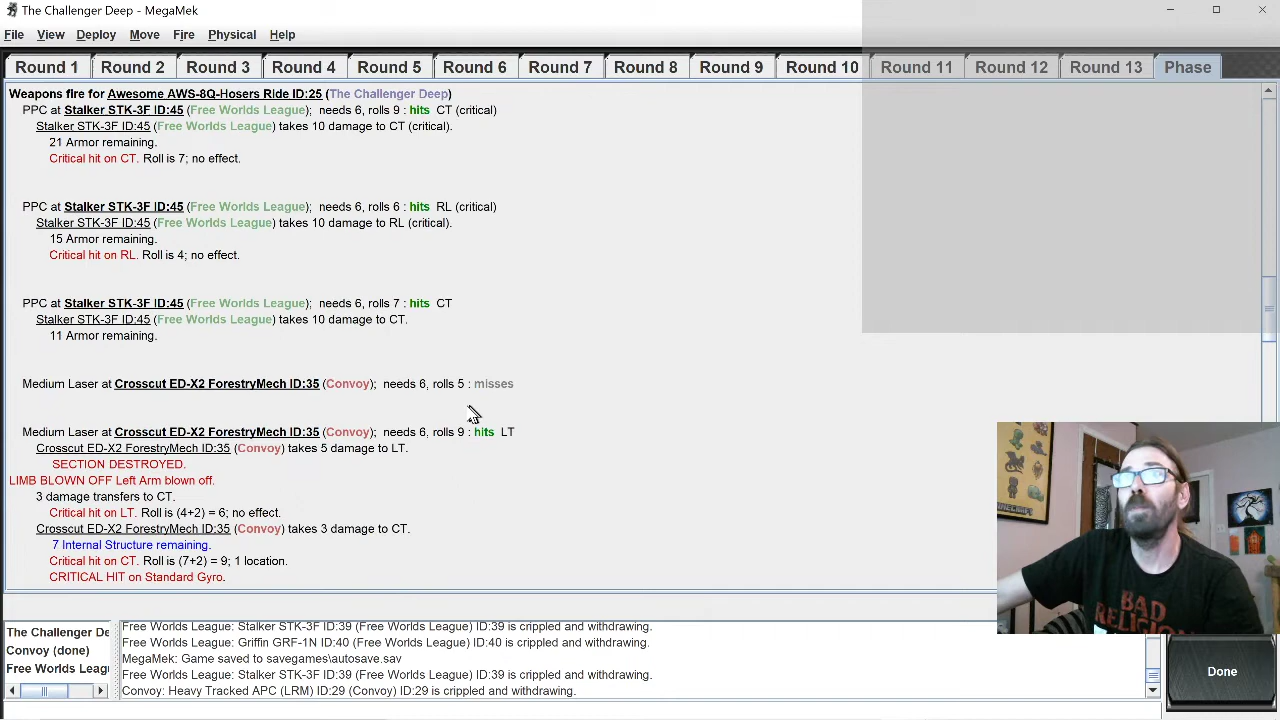 The Challenger Deep - MegaMek
File View Deploy Move Fire Physical Help
Round 1 Round 2 Round 3 Round 4 Round 5 Round 6 Round 7 Round 8 Round 9 Round 10 Round 11 Round 12 Round 13 Phase
Weapons fire for Awesome AWS-8Q-Hosers Ride ID:25 (The Challenger Deep)
PPC at Stalker STK-3F ID:45 (Free Worlds League); needs 6, rolls 9 : hits CT (critical)
Stalker STK-3F ID:45 (Free Worlds League) takes 10 damage to CT (critical).
21 Armor remaining.
Critical hit on CT. Roll is 7; no effect.
PPC at Stalker STK-3F ID:45 (Free Worlds League); needs 6, rolls 6 : hits RL (critical)
Stalker STK-3F ID:45 (Free Worlds League) takes 10 damage to RL (critical).
15 Armor remaining.
Critical hit on RL. Roll is 4; no effect.
PPC at Stalker STK-3F ID:45 (Free Worlds League); needs 6, rolls 7 : hits CT
Stalker STK-3F ID:45 (Free Worlds League) takes 10 damage to CT.
11 Armor remaining.
Medium Laser at Crosscut ED-X2 ForestryMech ID:35 (Convoy); needs 6, rolls 5 : misses
Medium Laser at Crosscut ED-X2 ForestryMech ID:35 (Convoy); needs 6, rolls 9 : hits LT
Crosscut ED-X2 ForestryMech ID:35 (Convoy) takes 5 damage to LT.
SECTION DESTROYED.
LIMB BLOWN OFF Left Arm blown off.
3 damage transfers to CT.
Critical hit on LT. Roll is (4+2) = 6; no effect.
Crosscut ED-X2 ForestryMech ID:35 (Convoy) takes 3 damage to CT.
7 Internal Structure remaining.
Critical hit on CT. Roll is (7+2) = 9; 1 location.
CRITICAL HIT on Standard Gyro.
The Challenger De
Convoy (done)
Free Worlds Leagu
Free Worlds League: Stalker STK-3F ID:39 (Free Worlds League) ID:39 is crippled and withdrawing.
Free Worlds League: Griffin GRF-1N ID:40 (Free Worlds League) ID:40 is crippled and withdrawing.
MegaMek: Game saved to savegames\autosave.sav
Free Worlds League: Stalker STK-3F ID:39 (Free Worlds League) ID:39 is crippled and withdrawing.
Convoy: Heavy Tracked APC (LRM) ID:29 (Convoy) ID:29 is crippled and withdrawing.
Done
BAD
RELIGION